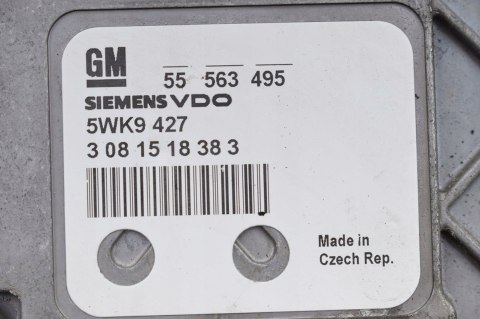 GM 55 563 495
SIEMENS VDO
5WK9 427
3 08 15 18 38 3
Made in
Czech Rep.